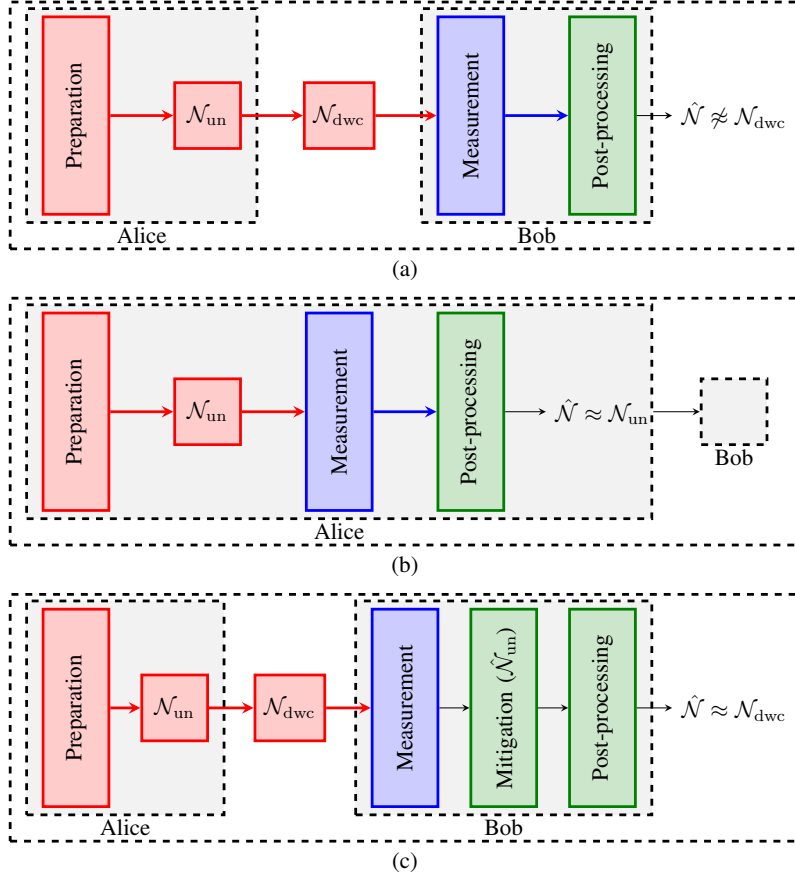 Preparation
𝒩un
𝒩dwc
Measurement
Post-processing
𝒩̂ ≉ 𝒩dwc
Alice
Bob
(a)
Preparation
𝒩un
Measurement
Post-processing
𝒩̂ ≈ 𝒩un
Bob
Alice
(b)
Preparation
𝒩un
𝒩dwc
Measurement
Mitigation (𝒩̂un)
Post-processing
𝒩̂ ≈ 𝒩dwc
Alice
Bob
(c)